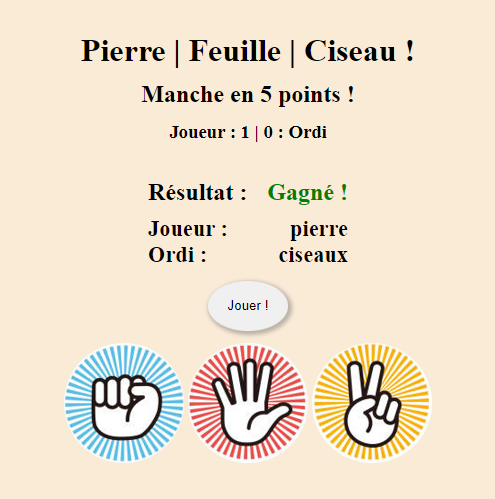 Pierre | Feuille | Ciseau !
Manche en 5 points !
Joueur : 1 | 0 : Ordi
Résultat : Gagné !
Joueur : pierre
Ordi : ciseaux
Jouer !